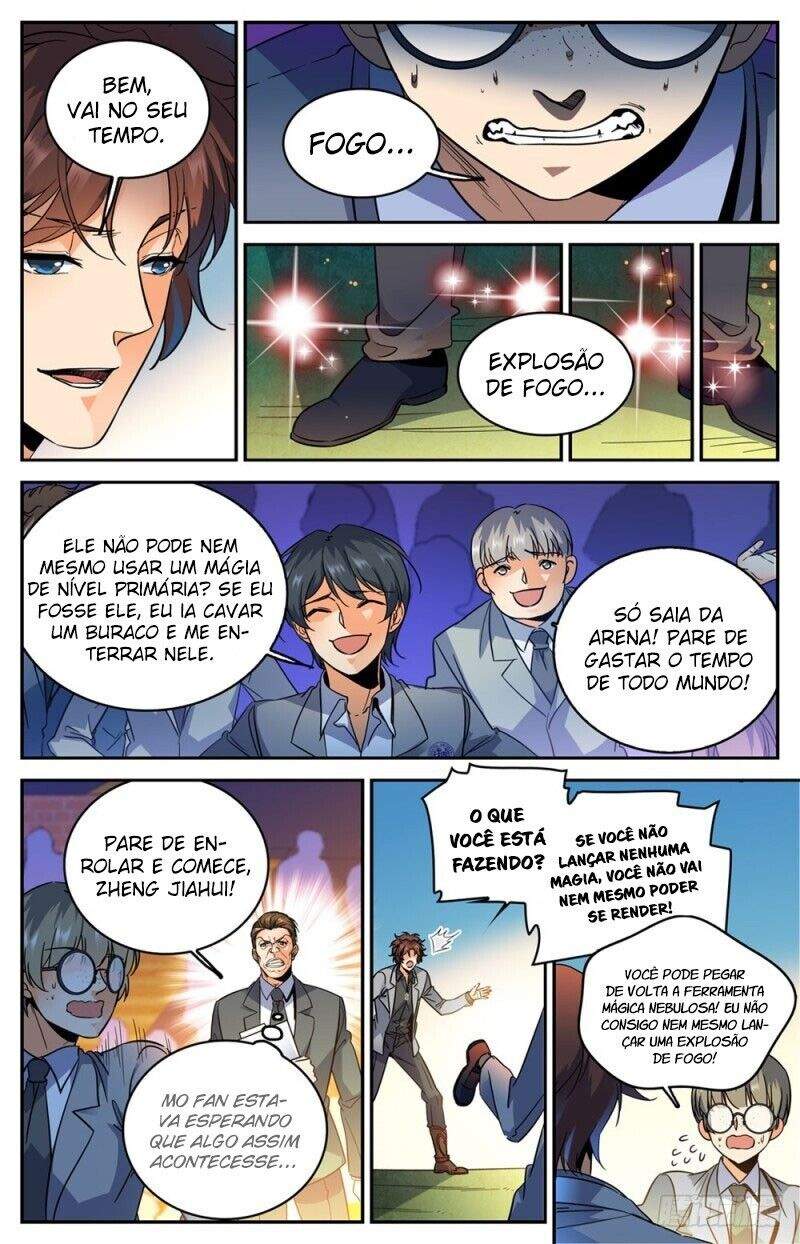 BEM,
VAI NO SEU
TEMPO.
FOGO...
EXPLOSÃO
DE FOGO...
ELE NÃO PODE NEM
MESMO USAR UM MÁGIA
DE NÍVEL PRIMÁRIA? SE EU
FOSSE ELE, EU IA CAVAR
UM BURACO E ME EN-
TERRAR NELE.
SÓ SAIA DA
ARENA! PARE DE
GASTAR O TEMPO
DE TODO MUNDO!
PARE DE EN-
ROLAR E COMECE,
ZHENG JIAHUI!
MO FAN ESTA-
VA ESPERANDO
QUE ALGO ASSIM
ACONTECESSE...
O QUE
VOCÊ ESTÁ
FAZENDO?
SE VOCÊ NÃO
LANÇAR NENHUMA
MAGIA, VOCÊ NÃO VAI
NEM MESMO PODER
SE RENDER!
VOCÊ PODE PEGAR
DE VOLTA A FERRAMENTA
MÁGICA NEBULOSA! EU NÃO
CONSIGO NEM MESMO LAN-
ÇAR UMA EXPLOSÃO
DE FOGO!